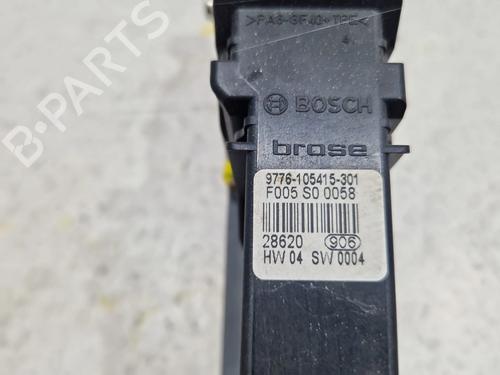 >PA6-GF40+TPE<
BOSCH
brose
9776-105415-301
F005 S0 0058
28620 906
HW 04 SW 0004
B-PARTS